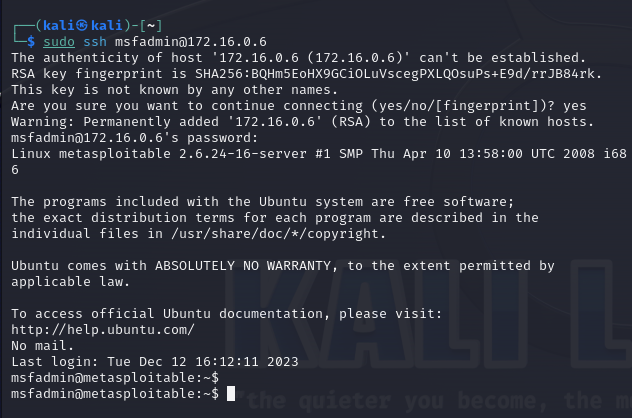 ┌──(kali㉿kali)-[~]
└─$ sudo ssh msfadmin@172.16.0.6
The authenticity of host '172.16.0.6 (172.16.0.6)' can't be established.
RSA key fingerprint is SHA256:BQHm5EoHX9GCiOLuVscegPXLQOsuPs+E9d/rrJB84rk.
This key is not known by any other names.
Are you sure you want to continue connecting (yes/no/[fingerprint])? yes
Warning: Permanently added '172.16.0.6' (RSA) to the list of known hosts.
msfadmin@172.16.0.6's password:
Linux metasploitable 2.6.24-16-server #1 SMP Thu Apr 10 13:58:00 UTC 2008 i68
6
The programs included with the Ubuntu system are free software;
the exact distribution terms for each program are described in the
individual files in /usr/share/doc/*/copyright.
Ubuntu comes with ABSOLUTELY NO WARRANTY, to the extent permitted by
applicable law.
To access official Ubuntu documentation, please visit:
http://help.ubuntu.com/
No mail.
Last login: Tue Dec 12 16:12:11 2023
msfadmin@metasploitable:~$
msfadmin@metasploitable:~$
KALI L
"the quieter you become, the m